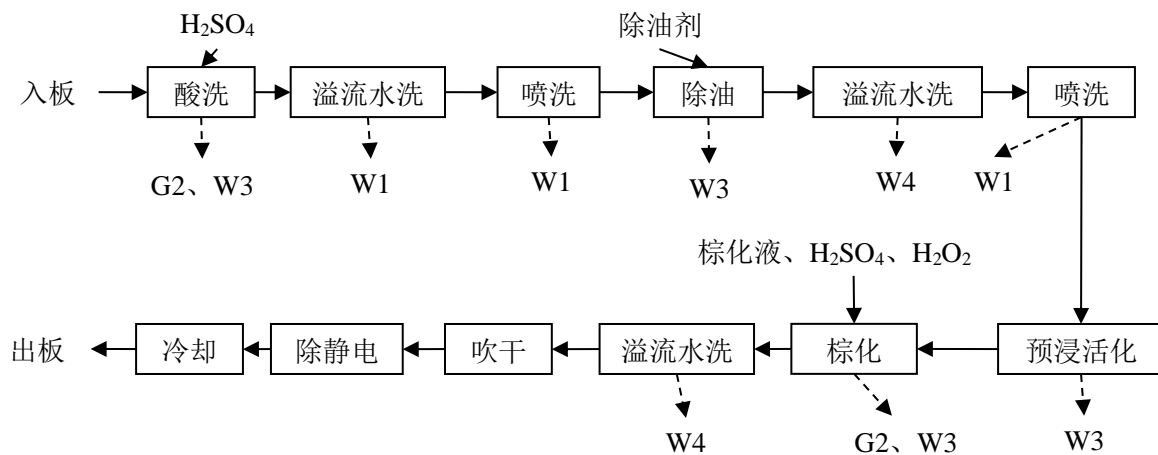 H₂SO₄ 除油剂
入板 酸洗 溢流水洗 喷洗 除油 溢流水洗 喷洗
G2、W3 W1 W1 W3 W4 W1
棕化液、H₂SO₄、H₂O₂
出板 冷却 除静电 吹干 溢流水洗 棕化 预浸活化
W4 G2、W3 W3